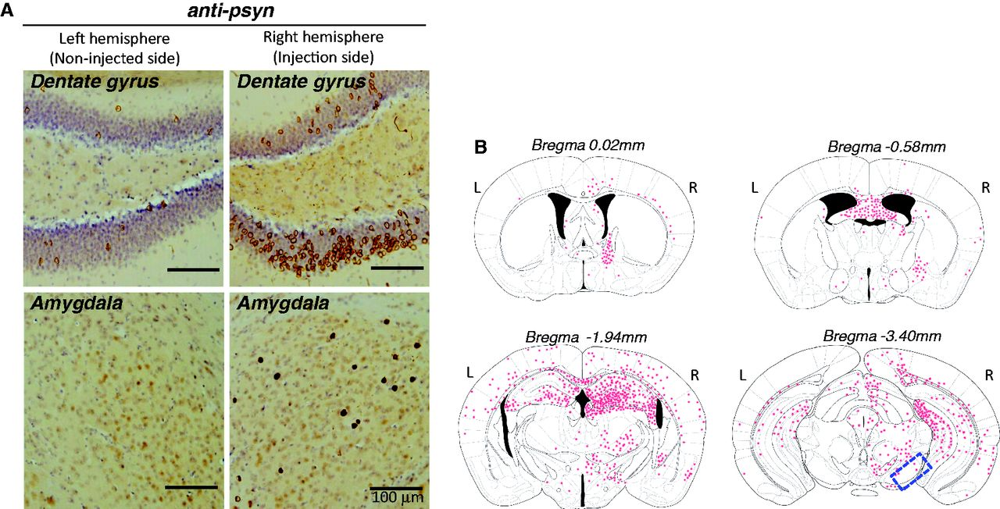 A
anti-psyn
Left hemisphere
(Non-injected side)
Right hemisphere
(Injection side)
Dentate gyrus
Dentate gyrus
Amygdala
Amygdala
100 µm
B
Bregma 0.02mm
L
R
Bregma -0.58mm
L
R
Bregma -1.94mm
L
R
Bregma -3.40mm
L
R